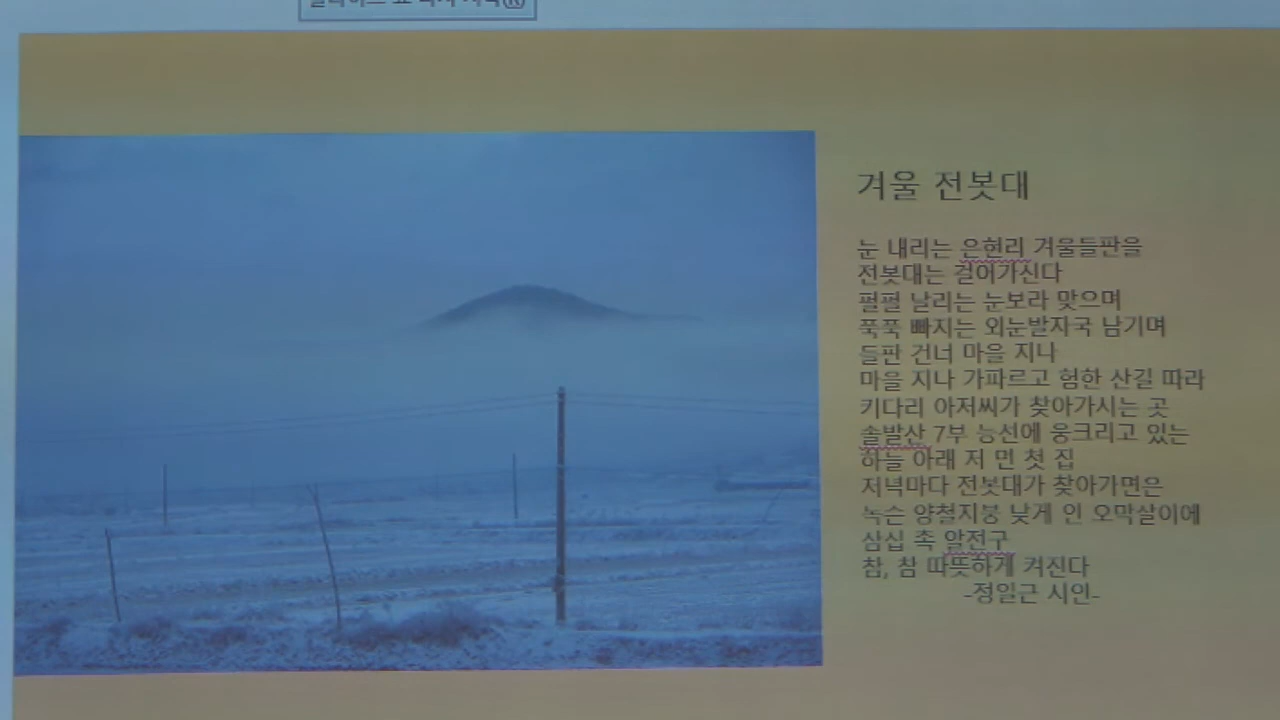 겨울 전봇대
눈 내리는 은현리 겨울들판을
전봇대는 걸어가신다
펄펄 날리는 눈보라 맞으며
푹푹 빠지는 외눈발자국 남기며
들판 건너 마을 지나
마을 지나 가파르고 험한 산길 따라
키다리 아저씨가 찾아가시는 곳
솔발산 7부 능선에 웅크리고 있는
하늘 아래 저 먼 첫 집
저녁마다 전봇대가 찾아가면은
녹슨 양철지붕 낮게 인 오막살이에
삼십 촉 알전구
참, 참 따뜻하게 켜진다
-정일근 시인-